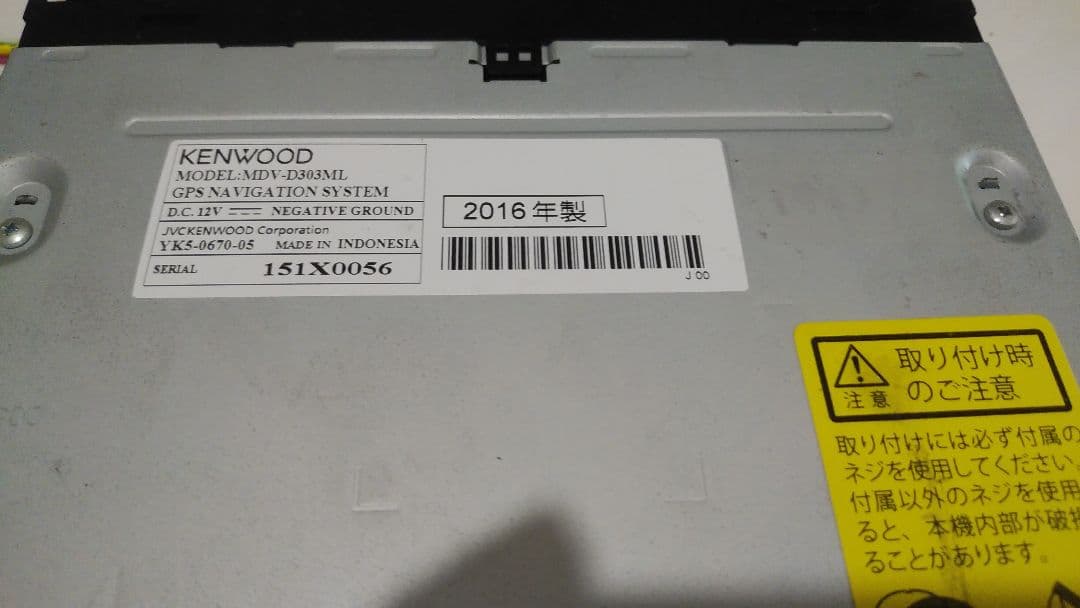 KENWOOD
MODEL:MDV-D303ML
GPS NAVIGATION SYSTEM
D.C. 12V NEGATIVE GROUND
JVCKENWOOD Corporation
YK5-0670-05 MADE IN INDONESIA
SERIAL 151X0056
2016年製
J 00
注意
取り付け時
のご注意
取り付けには必ず付属の
ネジを使用してください。
付属以外のネジを使用
ると、本機内部が破損
ることがあります。